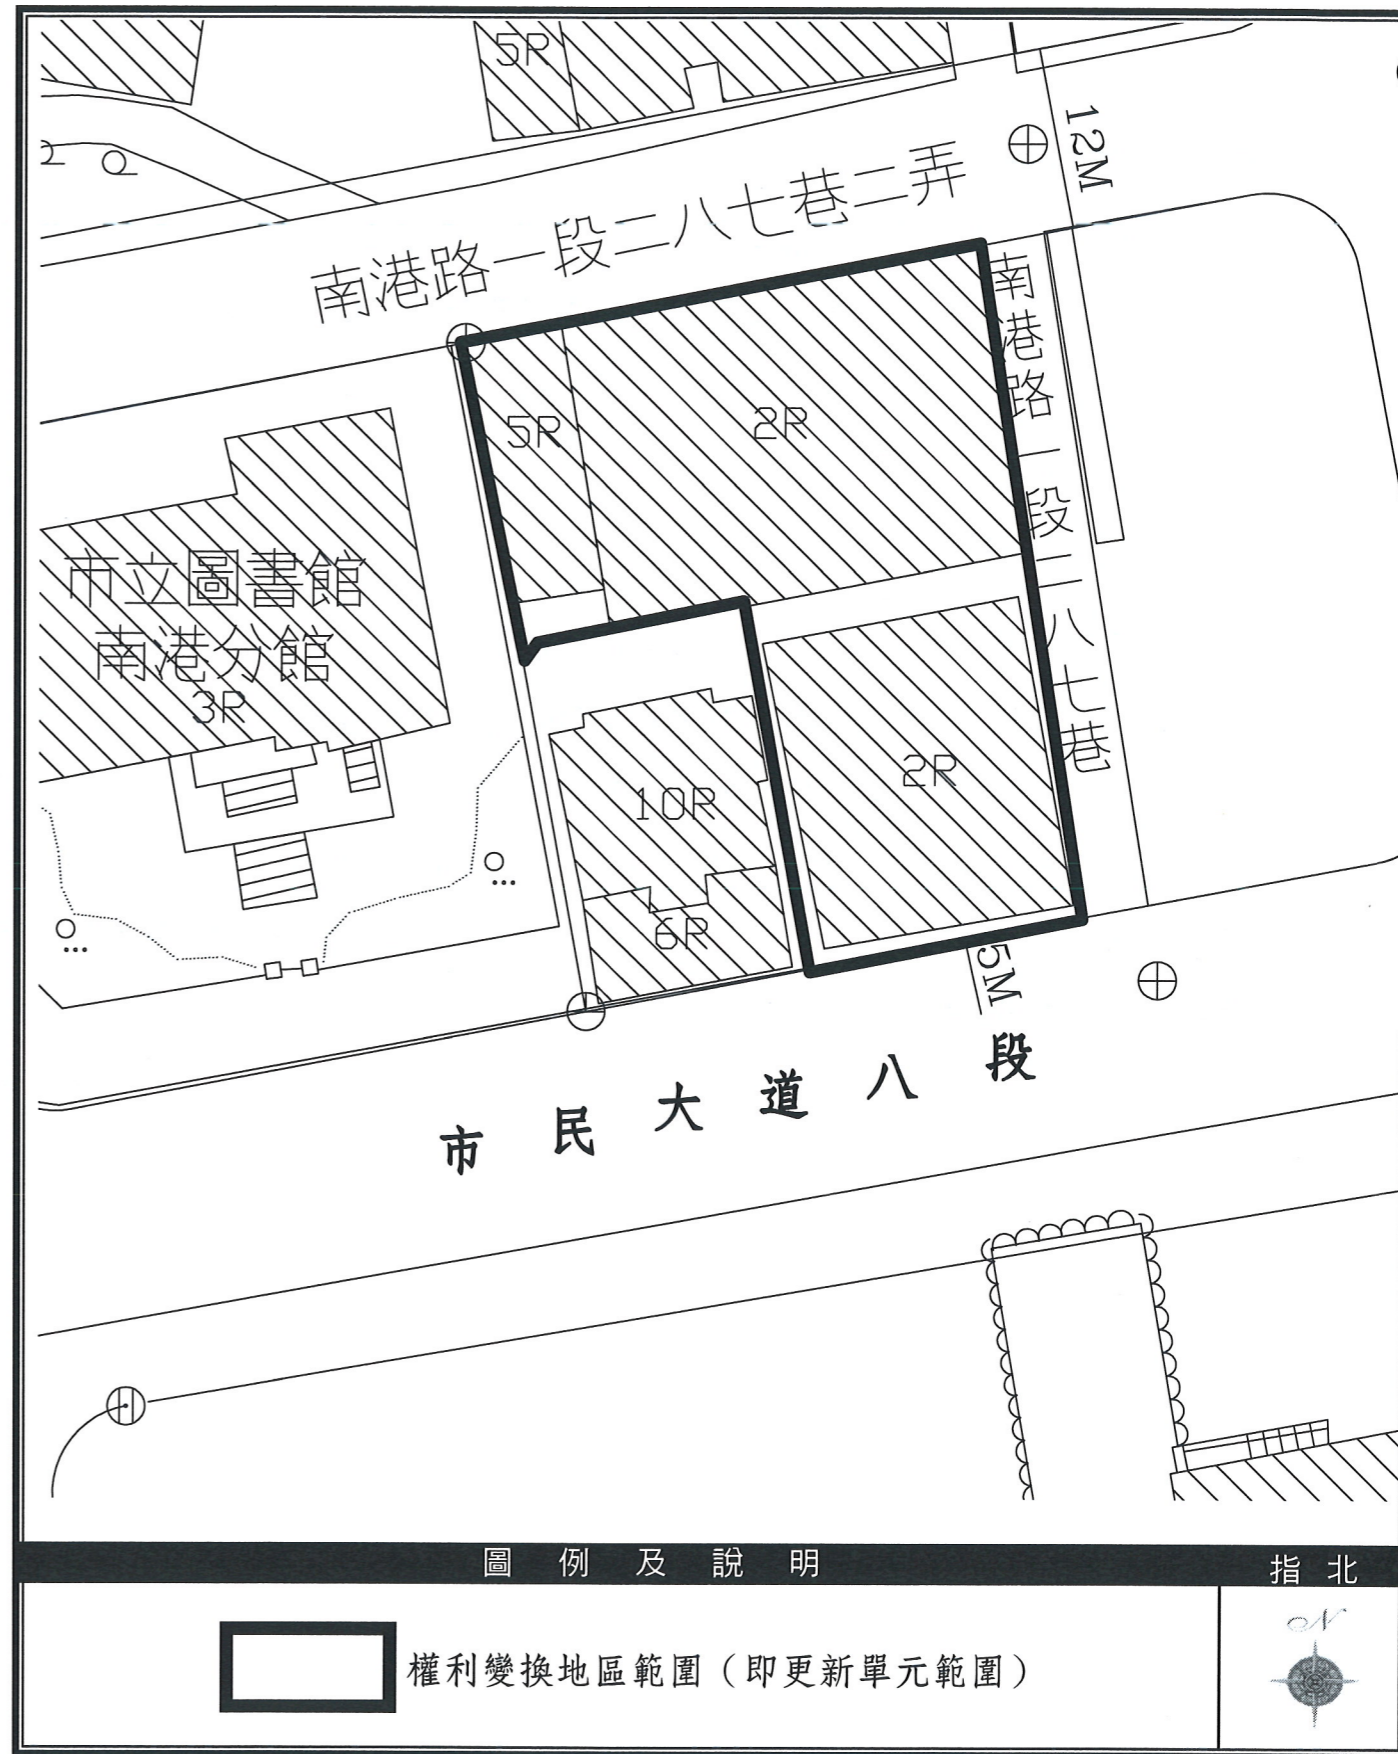 5R
12M
南港路一段二八七巷二弄
南港路一段二八七巷
5R
2R
市立圖書館
南港分館
3R
2R
10R
6R
5M
市民大道八段
圖例及說明
指北
N
權利變換地區範圍（即更新單元範圍）